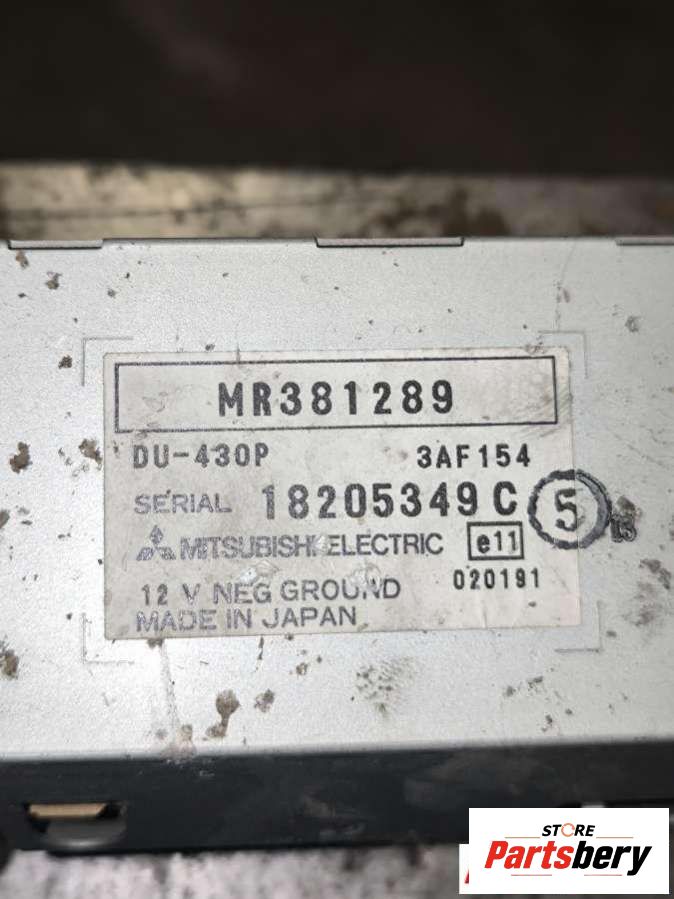 MR381289
DU-430P 3AF154
SERIAL 18205349 C 5
15
MITSUBISHI ELECTRIC e11
12 V NEG GROUND 020191
MADE IN JAPAN
STORE
Partsbery